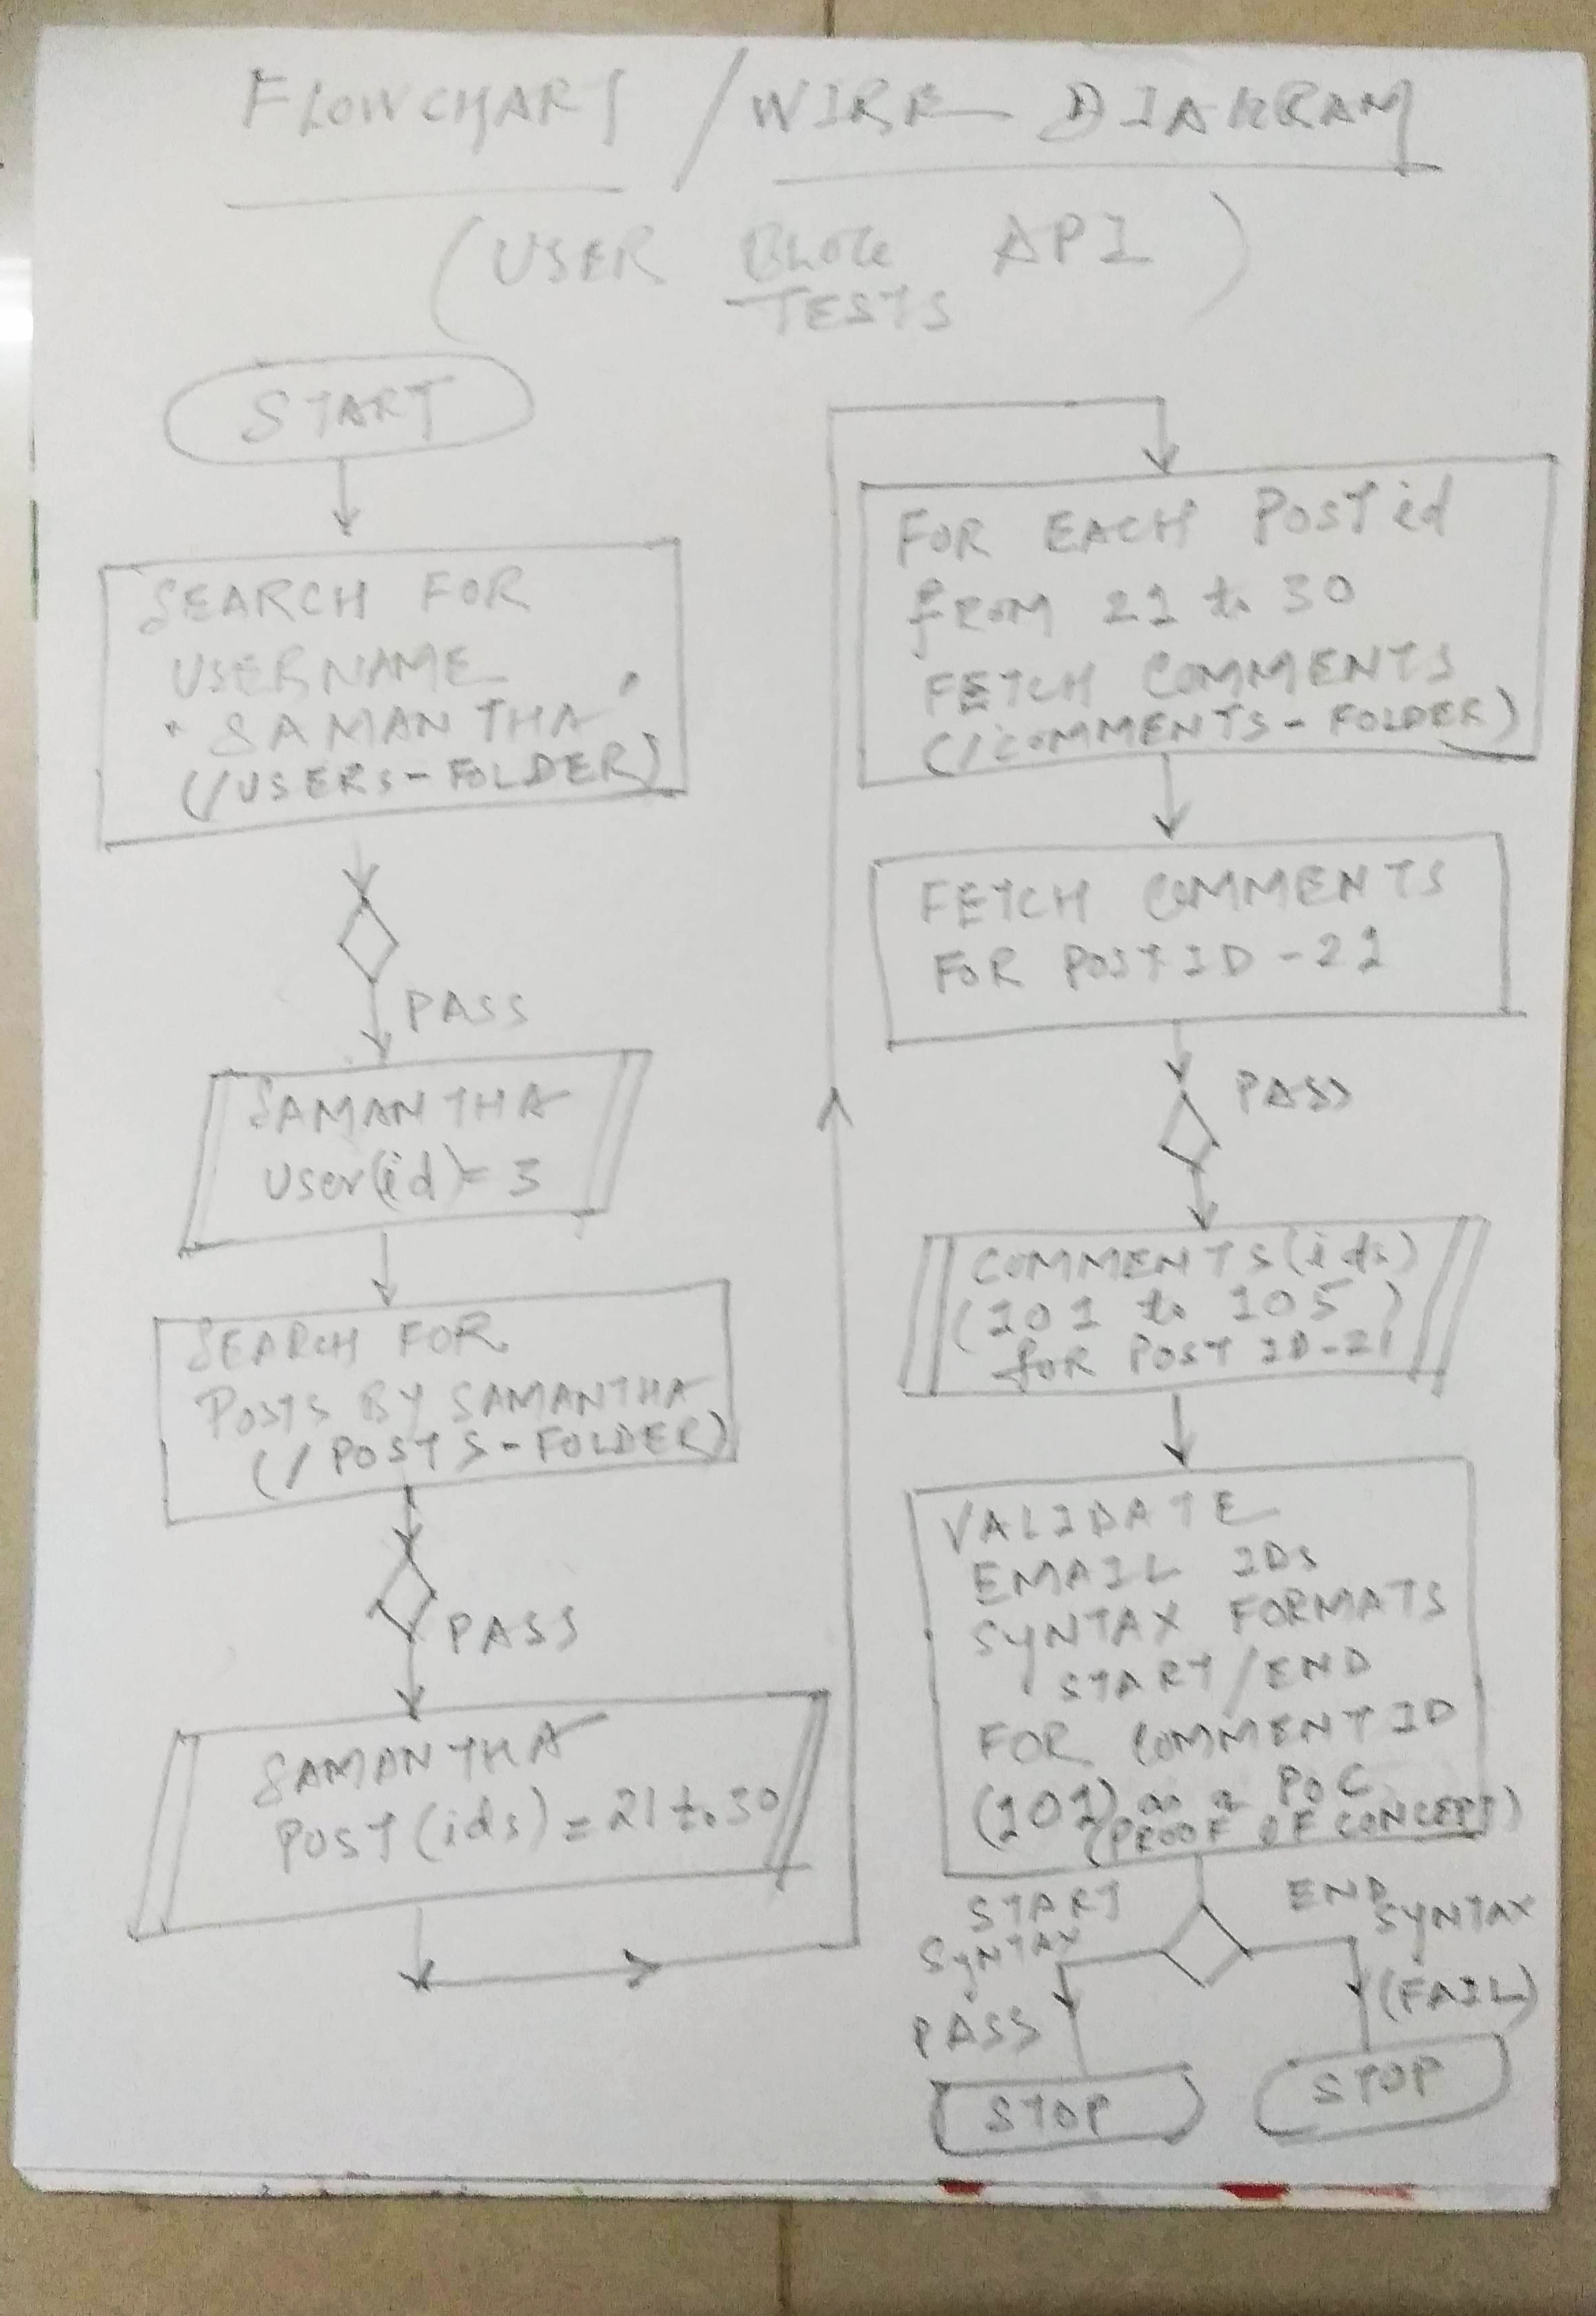 FLOWCHART / WIRE DIAGRAM
(USER BLOG API)
TESTS
START
SEARCH FOR
USERNAME
"SAMANTHA"
(/USERS-FOLDER)
PASS
SAMANTHA
user(id)= 3
SEARCH FOR
POSTS BY SAMANTHA
(/POSTS-FOLDER)
PASS
SAMANTHA
POST(ids) = 21 to 30
FOR EACH POST id
from 21 to 30
FETCH COMMENTS
(/COMMENTS-FOLDER)
FETCH COMMENTS
FOR POST ID -21
PASS
COMMENTS(ids)
(101 to 105)
for POST ID-21
VALIDATE
EMAIL IDs
SYNTAX FORMATS
START/END
FOR COMMENT ID
(101) as a POC
(PROOF OF CONCEPT)
START
SYNTAX
PASS
STOP
END
SYNTAX
(FAIL)
STOP